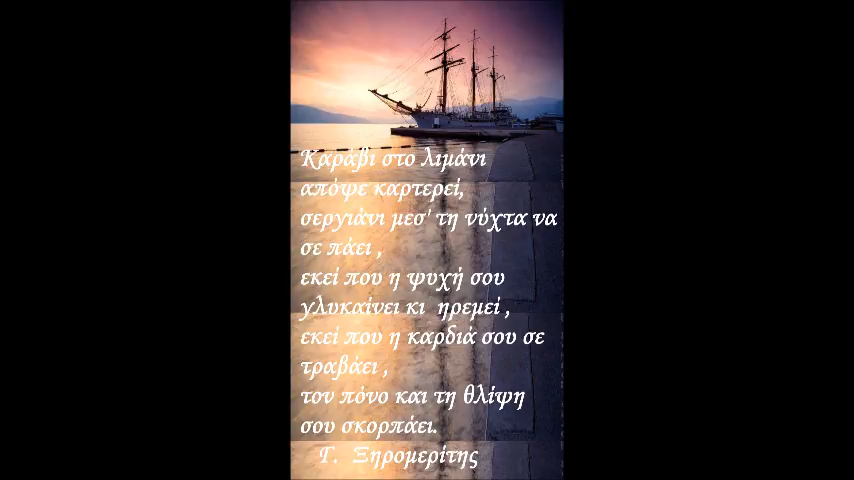 Καράβι στο λιμάνι
απόψε καρτερεί,
σεργιάνι μεσ' τη νύχτα να
σε πάει ,
εκεί που η ψυχή σου
γλυκαίνει κι ηρεμεί ,
εκεί που η καρδιά σου σε
τραβάει ,
τον πόνο και τη θλίψη
σου σκορπάει.
Γ. Ξηρομερίτης